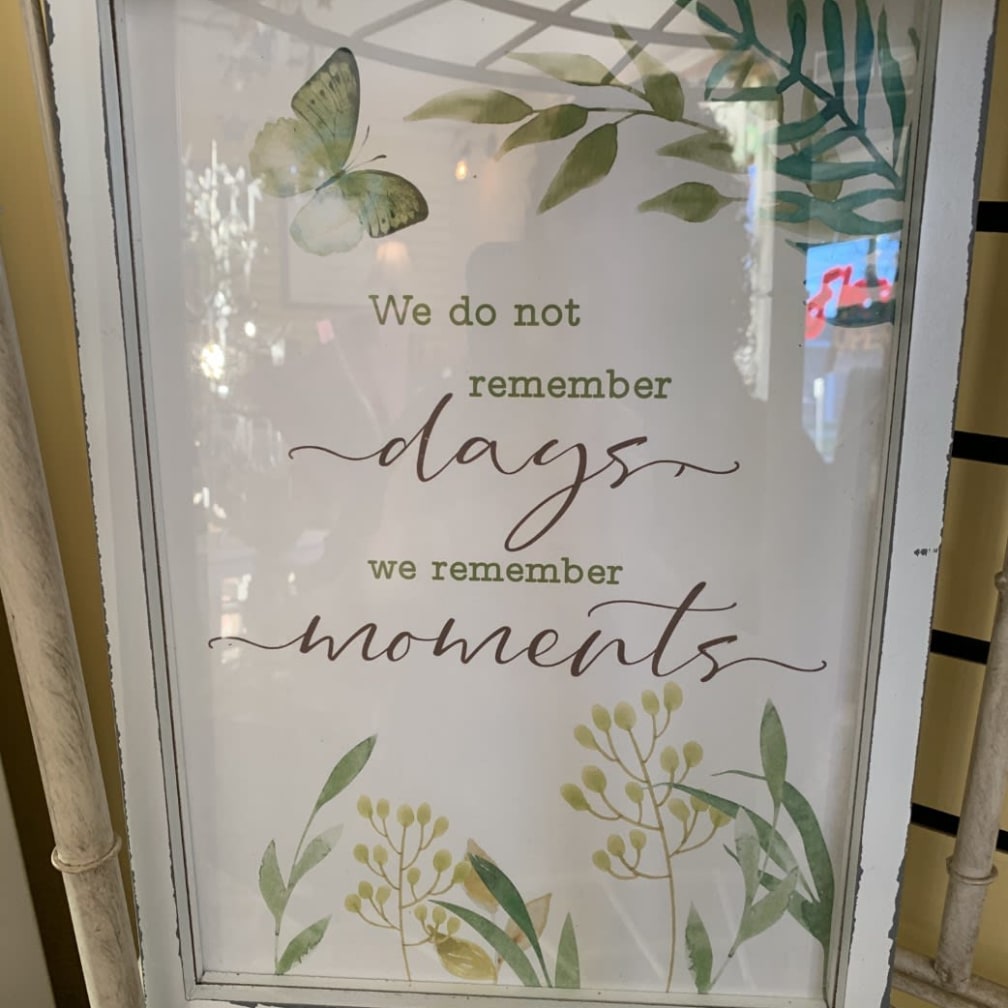 We do not
remember
days,
we remember
moments